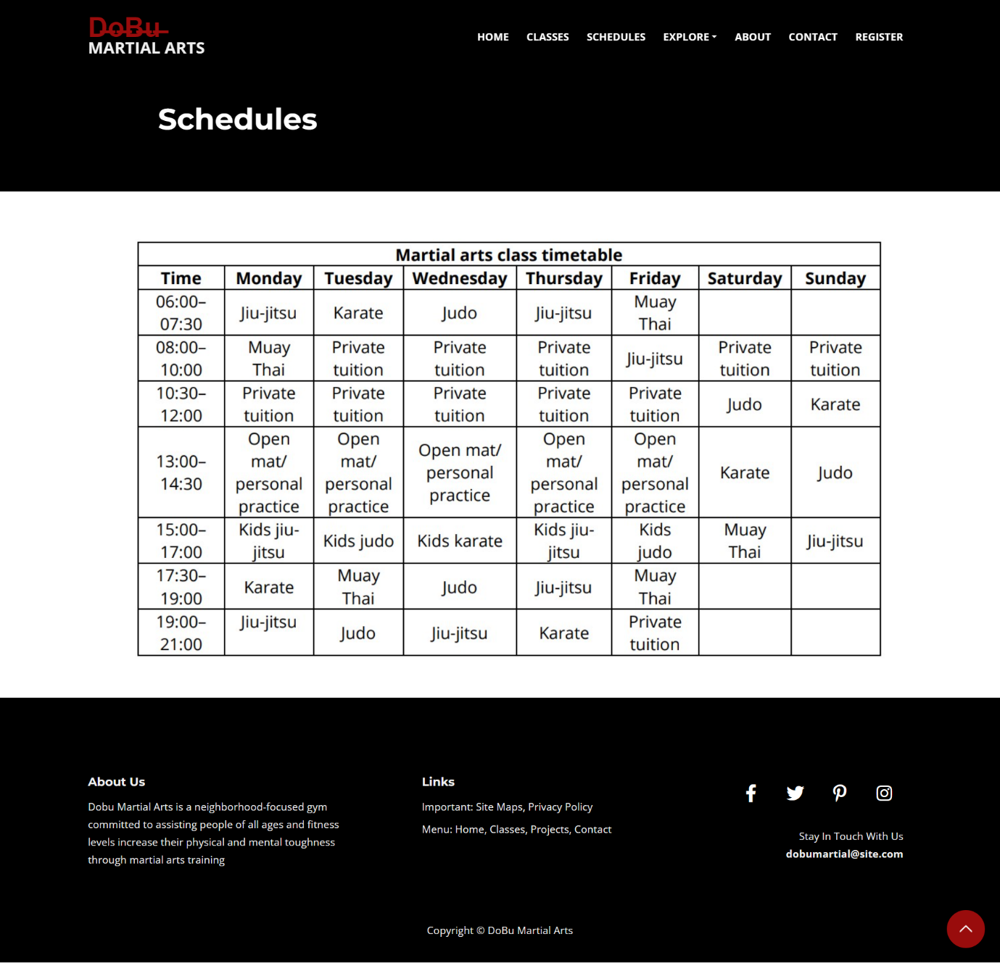 DoBu
MARTIAL ARTS
HOME CLASSES SCHEDULES EXPLORE ABOUT CONTACT REGISTER
Schedules
Martial arts class timetable
Time Monday Tuesday Wednesday Thursday Friday Saturday Sunday
06:00–
07:30
Jiu-jitsu
Karate
Judo
Jiu-jitsu
Muay
Thai
08:00–
10:00
Muay
Thai
Private
tuition
Private
tuition
Private
tuition
Jiu-jitsu
Private
tuition
Private
tuition
10:30–
12:00
Private
tuition
Private
tuition
Private
tuition
Private
tuition
Private
tuition
Judo
Karate
13:00–
14:30
Open
mat/
personal
practice
Open
mat/
personal
practice
Open mat/
personal
practice
Open
mat/
personal
practice
Open
mat/
personal
practice
Karate
Judo
15:00–
17:00
Kids jiu-
jitsu
Kids judo
Kids karate
Kids jiu-
jitsu
Kids
judo
Muay
Thai
Jiu-jitsu
17:30–
19:00
Karate
Muay
Thai
Judo
Jiu-jitsu
Muay
Thai
19:00–
21:00
Jiu-jitsu
Judo
Jiu-jitsu
Karate
Private
tuition
About Us
Dobu Martial Arts is a neighborhood-focused gym
committed to assisting people of all ages and fitness
levels increase their physical and mental toughness
through martial arts training
Links
Important: Site Maps, Privacy Policy
Menu: Home, Classes, Projects, Contact
Stay In Touch With Us
dobumartial@site.com
Copyright © DoBu Martial Arts